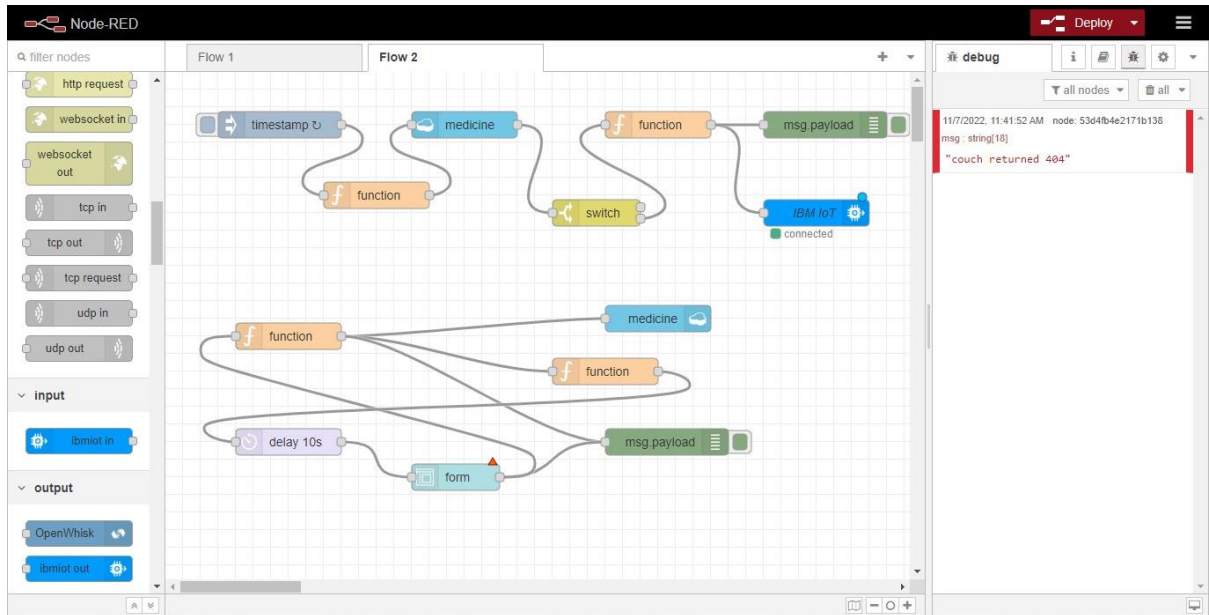 Node-RED
Deploy
filter nodes
Flow 1
Flow 2
debug
i
all nodes
all
http request
websocket in
websocket
out
tcp in
tcp out
tcp request
udp in
udp out
input
ibmiot in
output
OpenWhisk
ibmiot out
timestamp ↻
medicine
function
msg.payload
function
switch
IBM IoT
connected
medicine
function
function
delay 10s
msg.payload
form
11/7/2022, 11:41:52 AM node: 53d4fb4e2171b138
msg : string[18]
"couch returned 404"